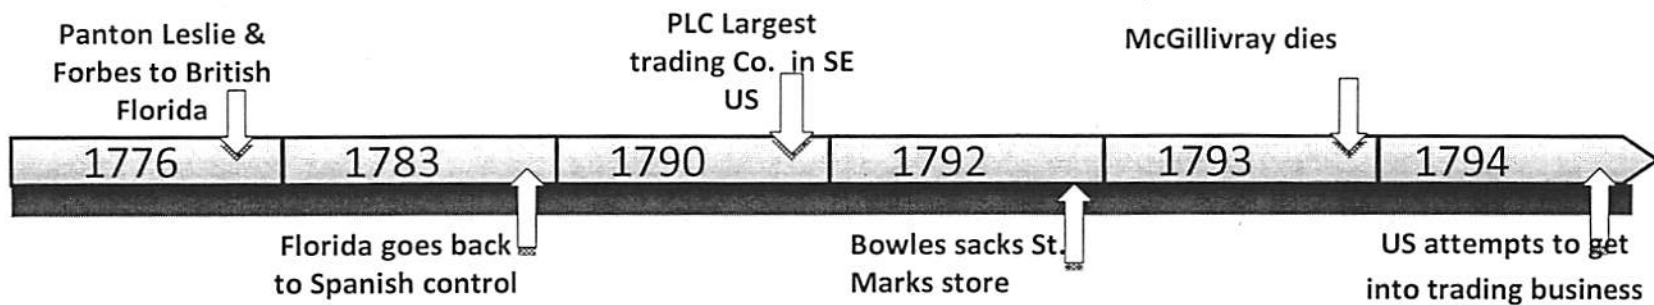 Panton Leslie &
Forbes to British
Florida
PLC Largest
trading Co. in SE
US
McGillivray dies
1776 1783 1790 1792 1793 1794
Florida goes back
to Spanish control
Bowles sacks St.
Marks store
US attempts to get
into trading business